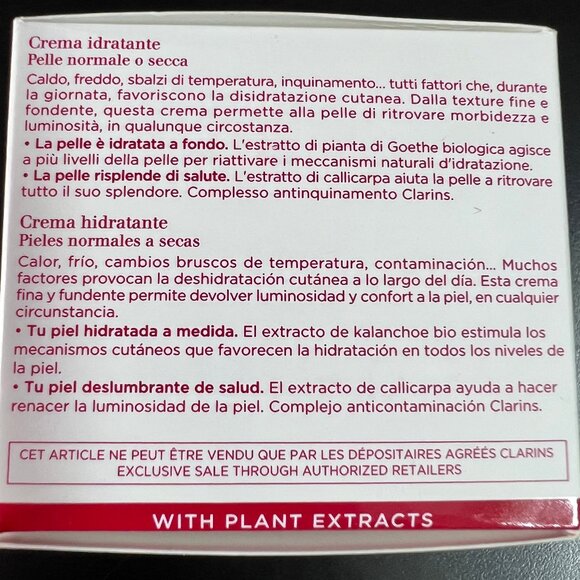 Crema idratante
Pelle normale o secca
Caldo, freddo, sbalzi di temperatura, inquinamento... tutti fattori che, durante
la giornata, favoriscono la disidratazione cutanea. Dalla texture fine e
fondente, questa crema permette alla pelle di ritrovare morbidezza e
luminosità, in qualunque circostanza.
• La pelle è idratata a fondo. L'estratto di pianta di Goethe biologica agisce
a più livelli della pelle per riattivare i meccanismi naturali d'idratazione.
• La pelle risplende di salute. L'estratto di callicarpa aiuta la pelle a ritrovare
tutto il suo splendore. Complesso antinquinamento Clarins.
Crema hidratante
Pieles normales a secas
Calor, frío, cambios bruscos de temperatura, contaminación... Muchos
factores provocan la deshidratación cutánea a lo largo del día. Esta crema
fina y fundente permite devolver luminosidad y confort a la piel, en cualquier
circunstancia.
• Tu piel hidratada a medida. El extracto de kalanchoe bio estimula los
mecanismos cutáneos que favorecen la hidratación en todos los niveles de
la piel.
• Tu piel deslumbrante de salud. El extracto de callicarpa ayuda a hacer
renacer la luminosidad de la piel. Complejo anticontaminación Clarins.
CET ARTICLE NE PEUT ÊTRE VENDU QUE PAR LES DÉPOSITAIRES AGRÉÉS CLARINS
EXCLUSIVE SALE THROUGH AUTHORIZED RETAILERS
WITH PLANT EXTRACTS